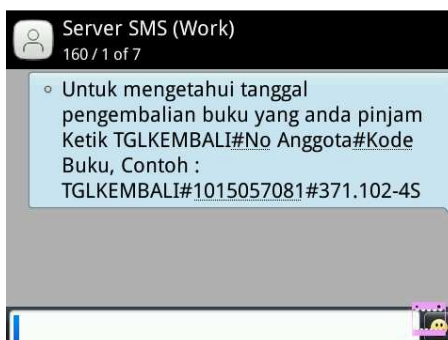 Server SMS (Work)
160 / 1 of 7
Untuk mengetahui tanggal
pengembalian buku yang anda pinjam
Ketik TGLKEMBALI#No Anggota#Kode
Buku, Contoh :
TGLKEMBALI#1015057081#371.102-4S